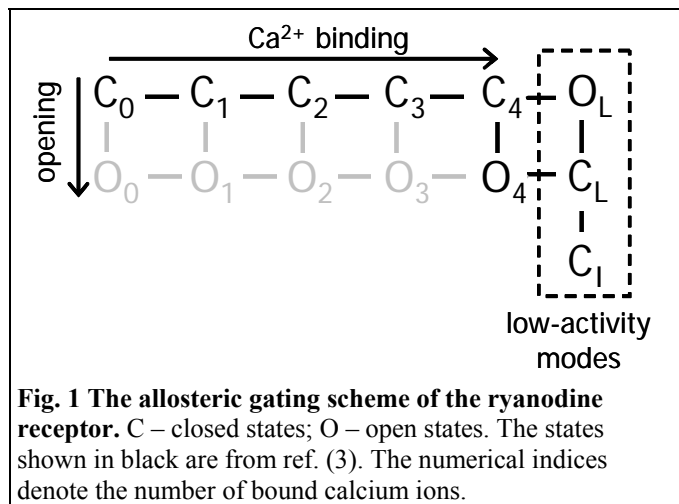 Ca²⁺ binding
opening
C₀ C₁ C₂ C₃ C₄ O_L
O₀ O₁ O₂ O₃ O₄ C_L
C_I
low-activity
modes
Fig. 1 The allosteric gating scheme of the ryanodine
receptor. C – closed states; O – open states. The states
shown in black are from ref. (3). The numerical indices
denote the number of bound calcium ions.